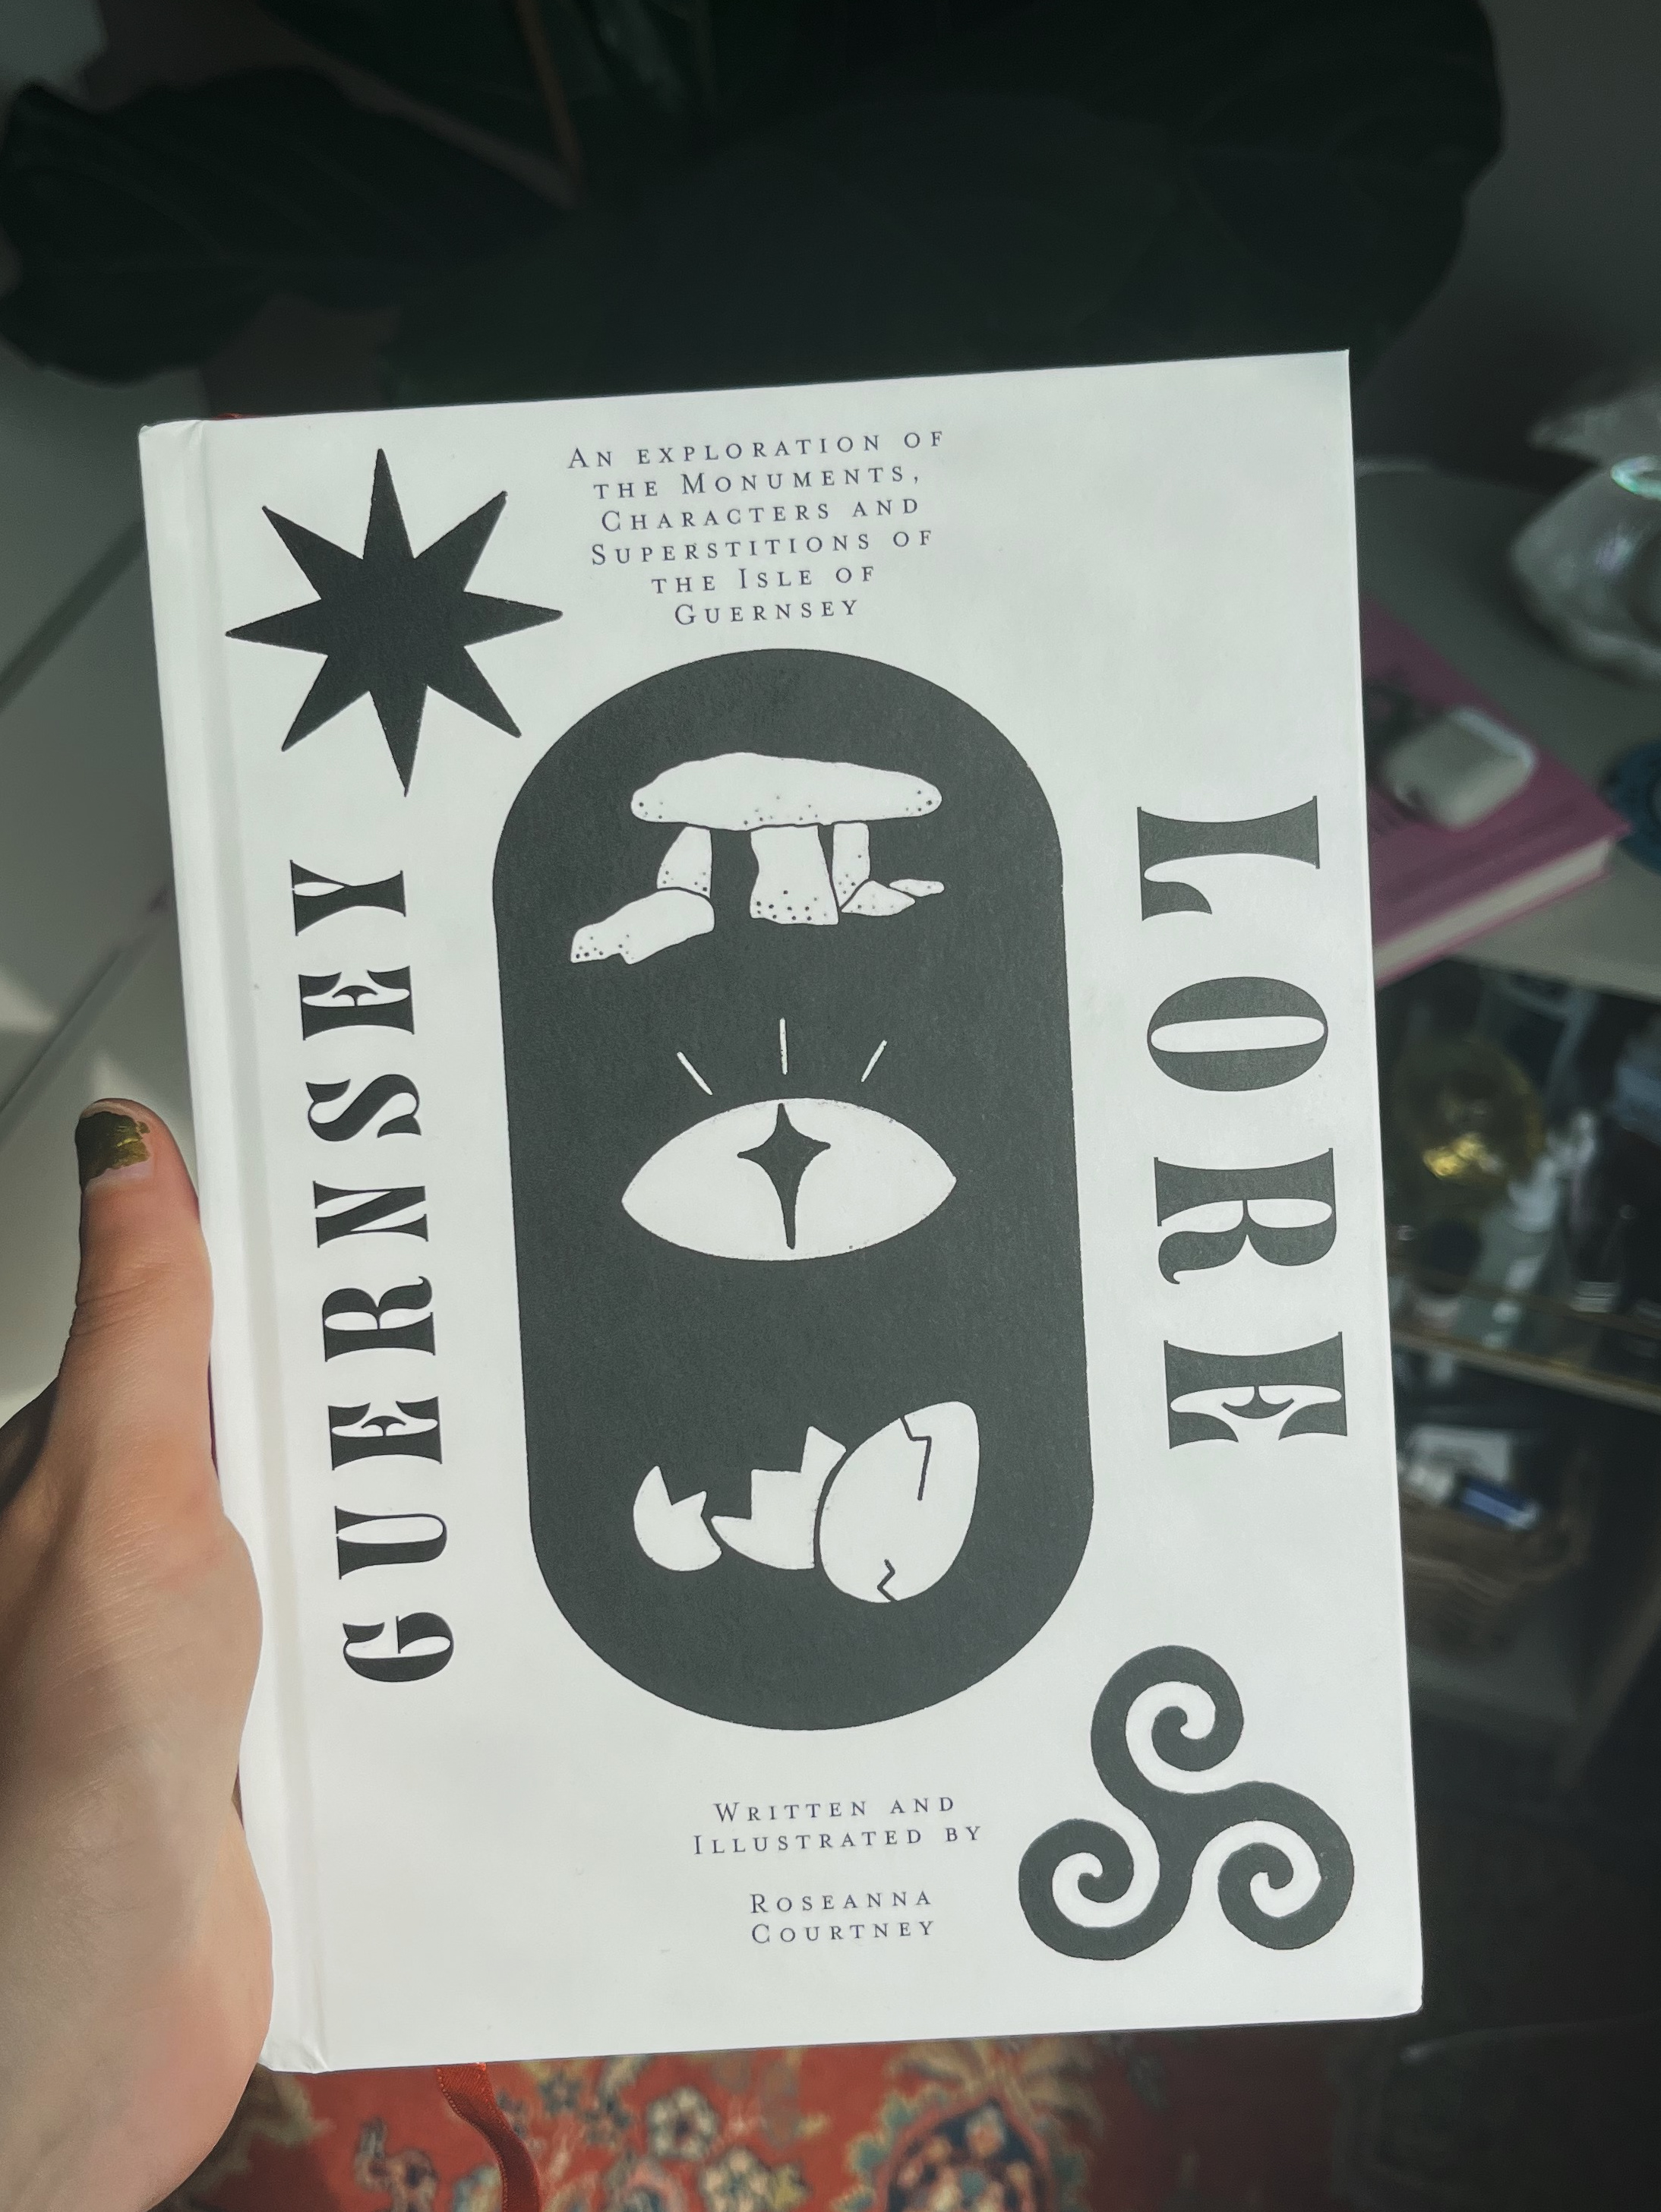 An exploration of
the Monuments,
Characters and
Superstitions of
the Isle of
Guernsey
GUERNSEY
LORE
Written and
Illustrated by
Roseanna
Courtney